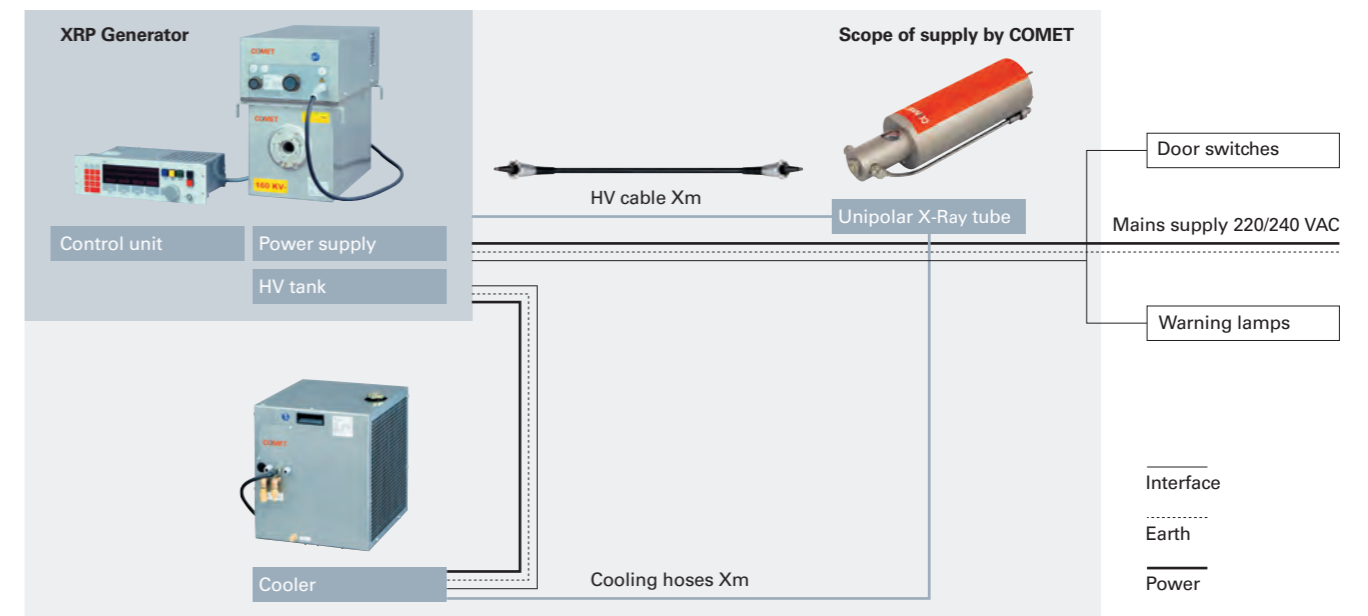 XRP Generator
Scope of supply by COMET
COMET
COMET
160 KV-
HV cable Xm
Unipolar X-Ray tube
Control unit
Power supply
HV tank
Door switches
Mains supply 220/240 VAC
Warning lamps
COMET
Cooler
Cooling hoses Xm
Interface
Earth
Power